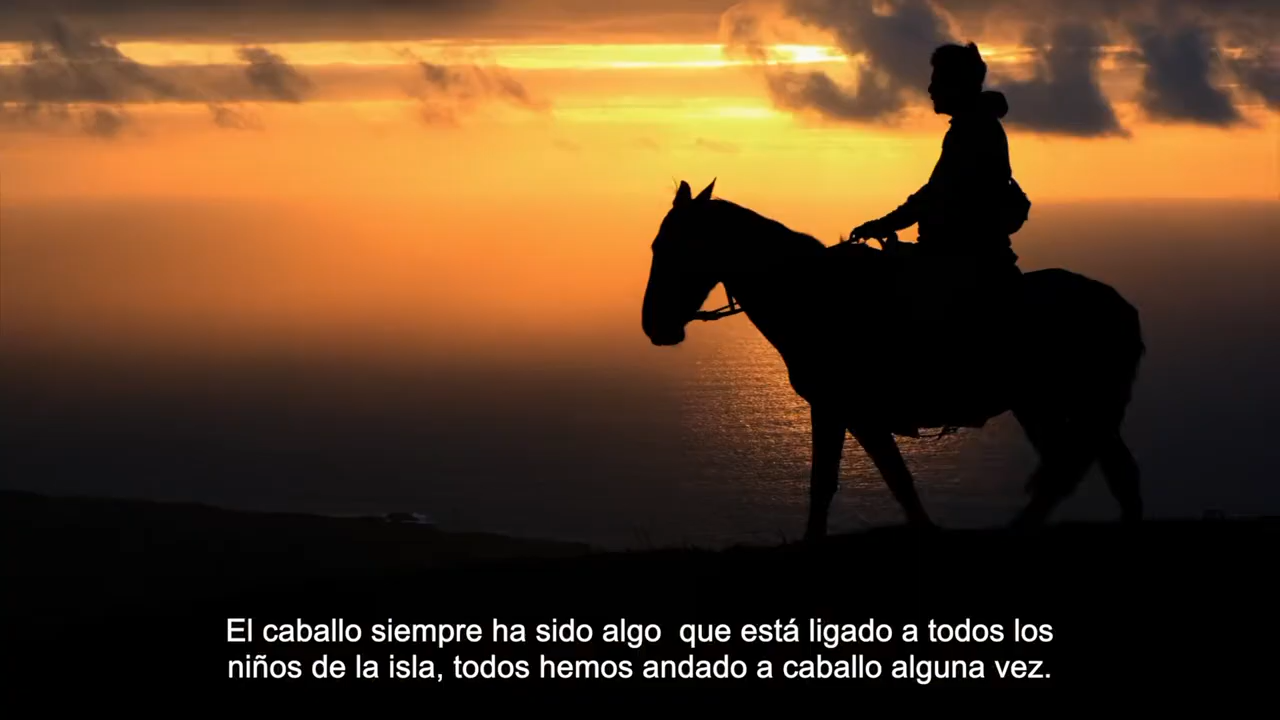 El caballo siempre ha sido algo  que está ligado a todos los
niños de la isla, todos hemos andado a caballo alguna vez.